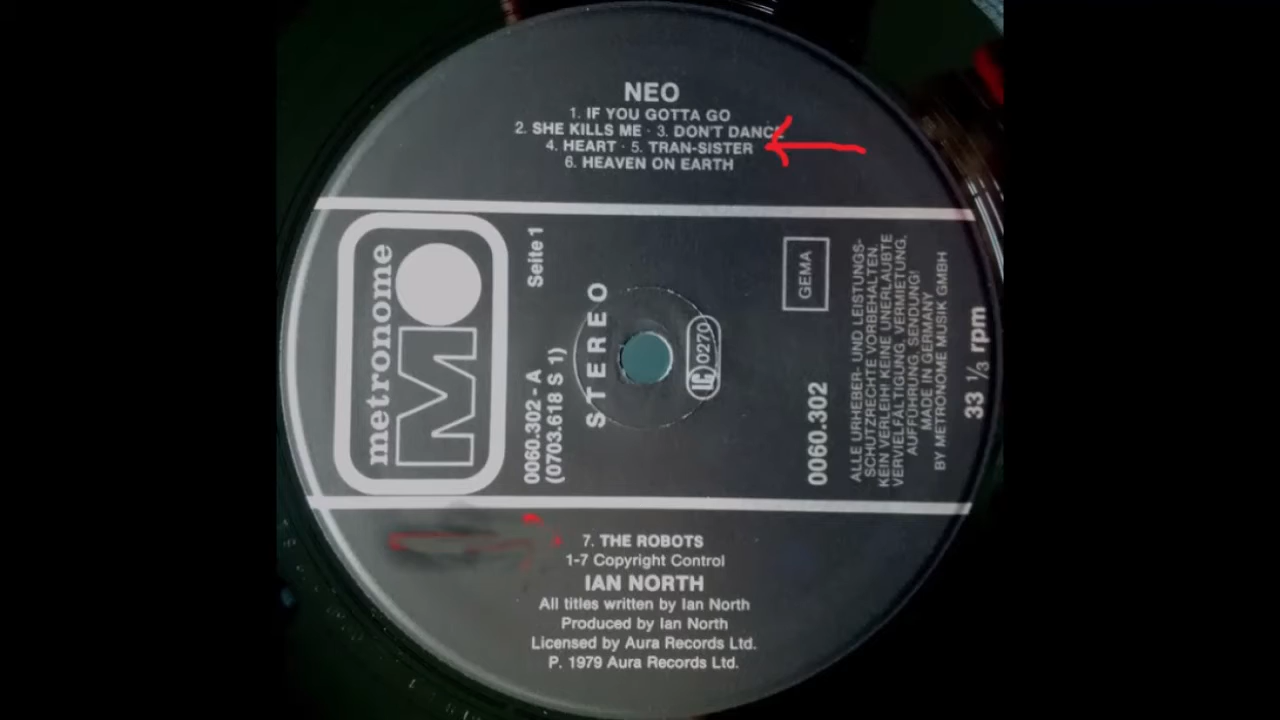 NEO
1. IF YOU GOTTA GO
2. SHE KILLS ME · 3. DON'T DANCE
4. HEART · 5. TRAN-SISTER
6. HEAVEN ON EARTH
metronome
M
Seite 1
0060.302 - A
(0703.618 S 1)
STEREO
LC 0270
GEMA
0060.302
ALLE URHEBER- UND LEISTUNGS-
SCHUTZRECHTE VORBEHALTEN.
KEIN VERLEIH! KEINE UNERLAUBTE
VERVIELFÄLTIGUNG, VERMIETUNG,
AUFFÜHRUNG, SENDUNG!
MADE IN GERMANY
BY METRONOME MUSIK GMBH
33 1/3 rpm
7. THE ROBOTS
1-7 Copyright Control
IAN NORTH
All titles written by Ian North
Produced by Ian North
Licensed by Aura Records Ltd.
P. 1979 Aura Records Ltd.